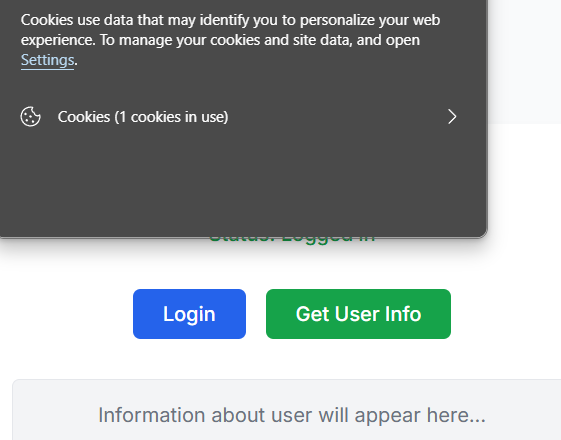 Cookies use data that may identify you to personalize your web
experience. To manage your cookies and site data, and open
Settings.
Cookies (1 cookies in use)
Status: Logged in
Login
Get User Info
Information about user will appear here...